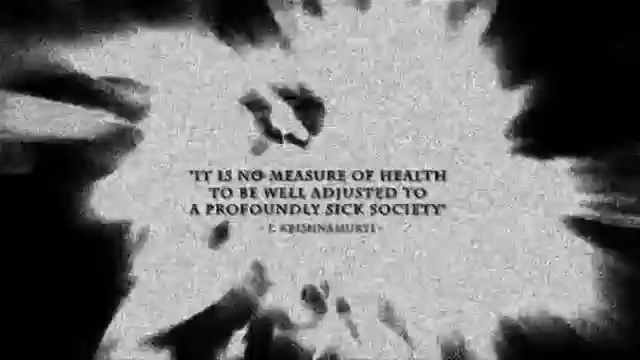 "IT IS NO MEASURE OF HEALTH
TO BE WELL ADJUSTED TO
A PROFOUNDLY SICK SOCIETY"
- J. KRISHNAMURTI -